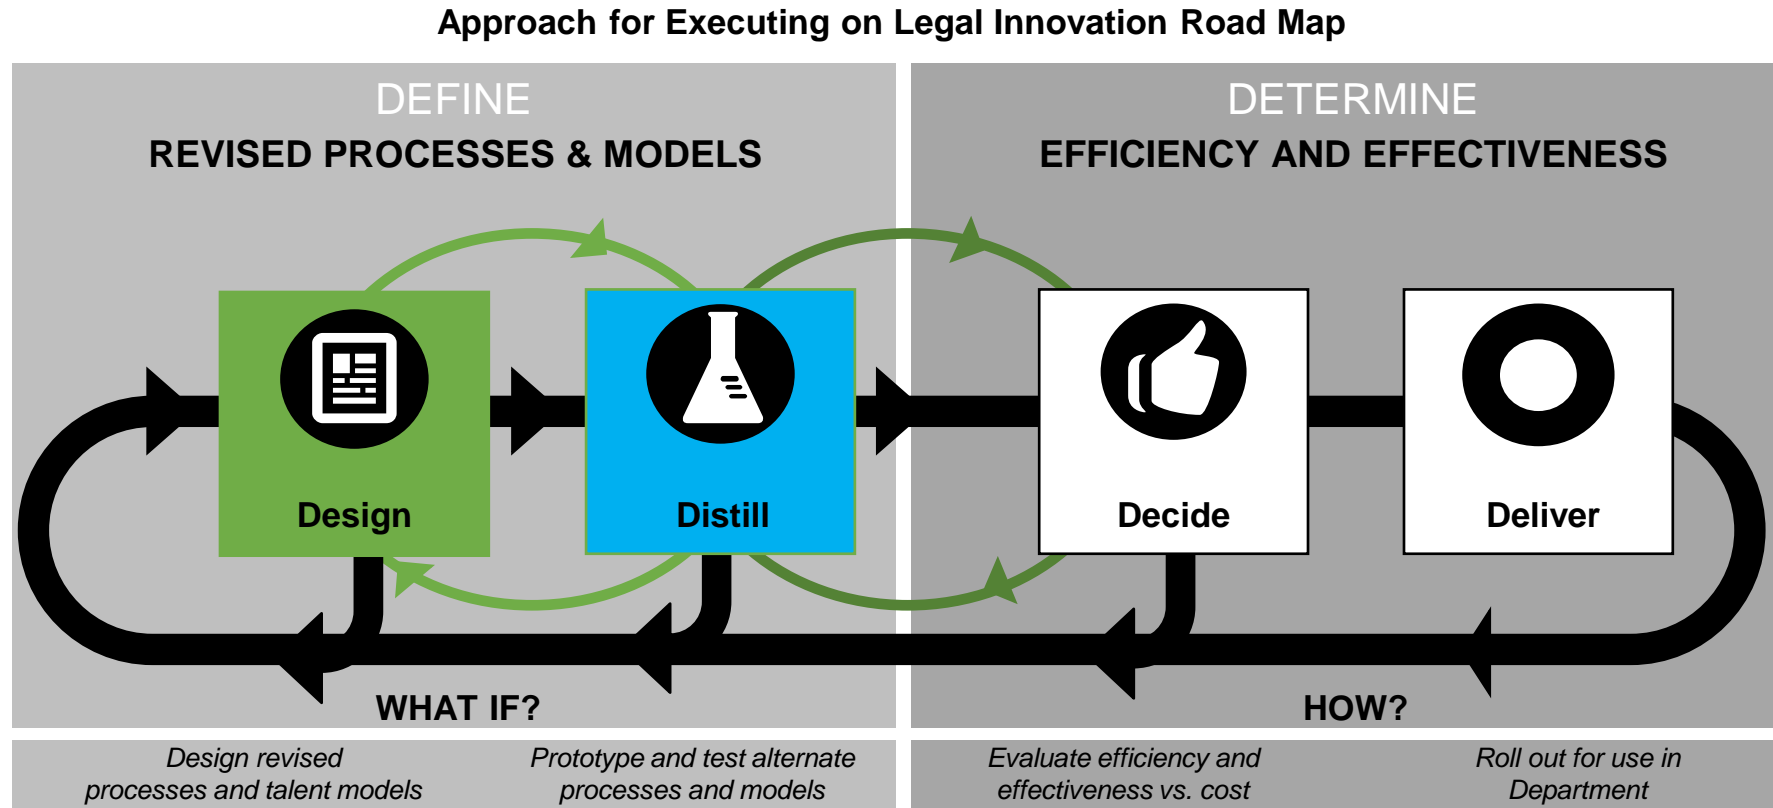 Approach for Executing on Legal Innovation Road Map
DEFINE
REVISED PROCESSES & MODELS
DETERMINE
EFFICIENCY AND EFFECTIVENESS
Design
Distill
Decide
Deliver
WHAT IF?
HOW?
Design revised
processes and talent models
Prototype and test alternate
processes and models
Evaluate efficiency and
effectiveness vs. cost
Roll out for use in
Department